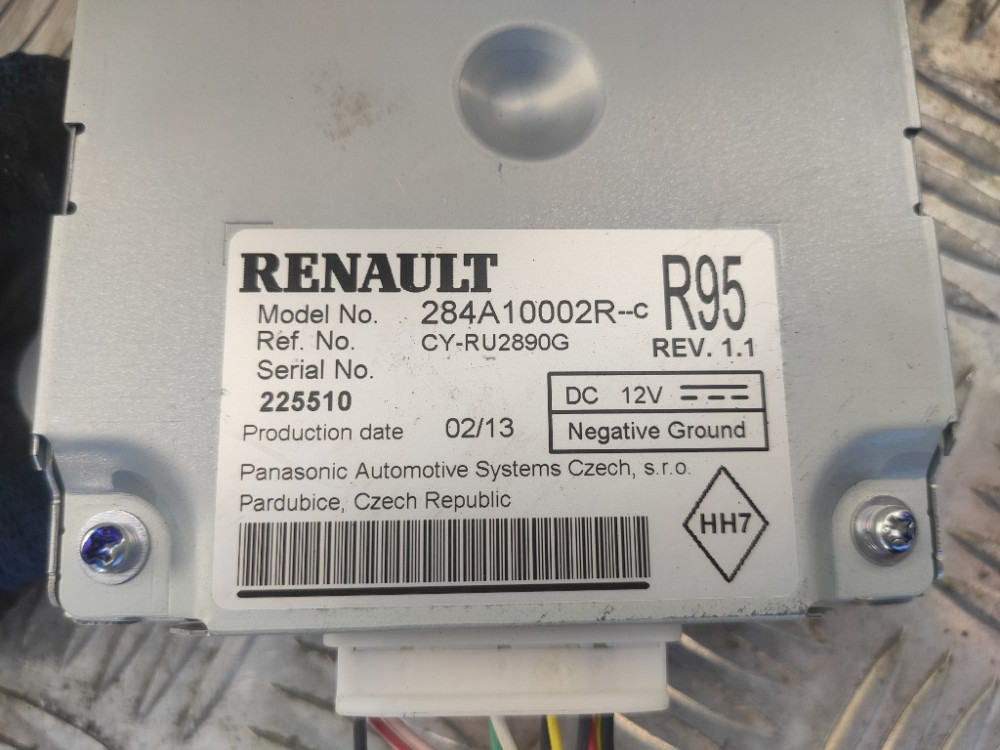 RENAULT
R95
Model No. 284A10002R--c
Ref. No. CY-RU2890G
REV. 1.1
Serial No.
225510
DC 12V
Production date 02/13
Negative Ground
Panasonic Automotive Systems Czech, s.r.o.
Pardubice, Czech Republic
HH7